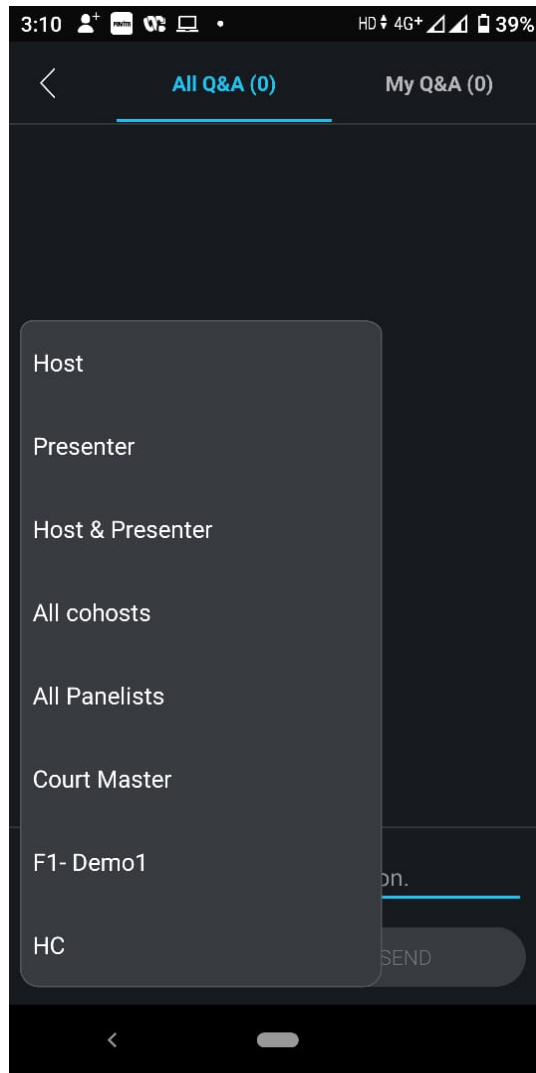 3:10 HD 4G+ 39%
All Q&A (0) My Q&A (0)
Host
Presenter
Host & Presenter
All cohosts
All Panelists
Court Master
F1- Demo1
on.
HC
SEND